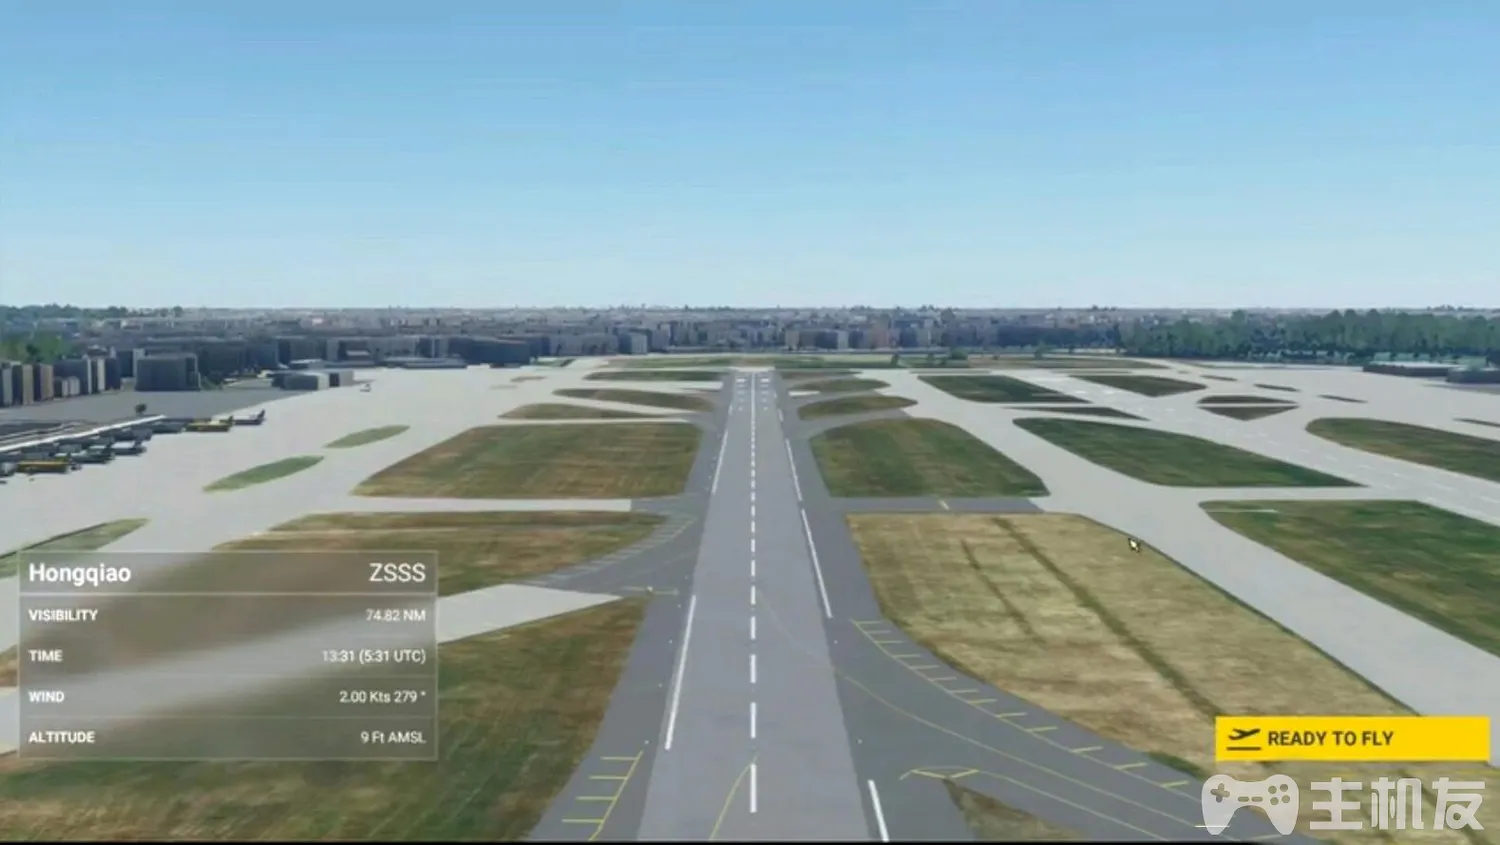 Hongqiao ZSSS
VISIBILITY 74.82 NM
TIME 13:31 (5:31 UTC)
WIND 2.00 Kts 279 °
ALTITUDE 9 Ft AMSL
READY TO FLY
主机友